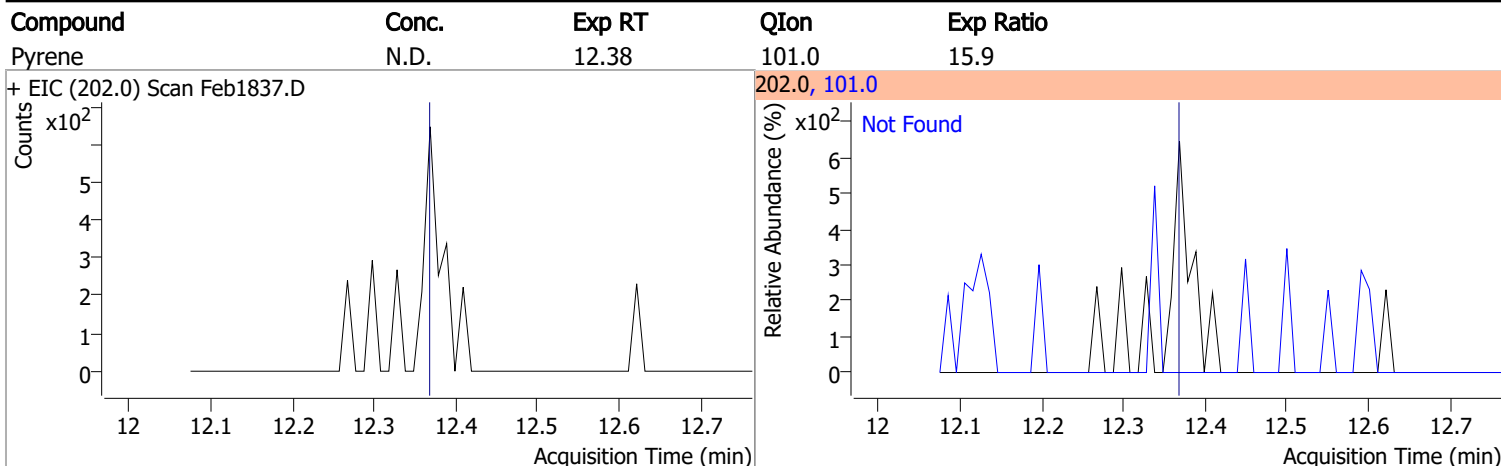 Compound Conc. Exp RT QIon Exp Ratio
Pyrene N.D. 12.38 101.0 15.9
+ EIC (202.0) Scan Feb1837.D
Counts
x10²
5
4
3
2
1
0
12 12.1 12.2 12.3 12.4 12.5 12.6 12.7
Acquisition Time (min)
202.0, 101.0
Relative Abundance (%)
x10²
Not Found
6
5
4
3
2
1
0
12 12.1 12.2 12.3 12.4 12.5 12.6 12.7
Acquisition Time (min)